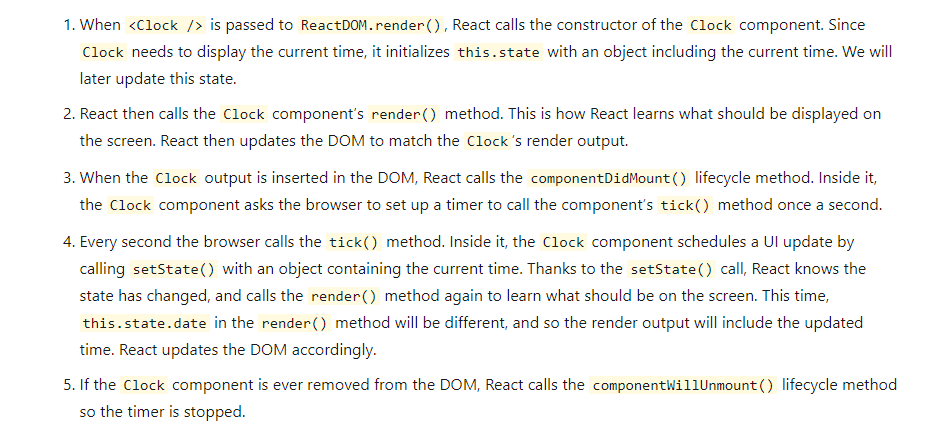 1. When <Clock /> is passed to ReactDOM.render(), React calls the constructor of the Clock component. Since
Clock needs to display the current time, it initializes this.state with an object including the current time. We will
later update this state.
2. React then calls the Clock component's render() method. This is how React learns what should be displayed on
the screen. React then updates the DOM to match the Clock's render output.
3. When the Clock output is inserted in the DOM, React calls the componentDidMount() lifecycle method. Inside it,
the Clock component asks the browser to set up a timer to call the component's tick() method once a second.
4. Every second the browser calls the tick() method. Inside it, the Clock component schedules a UI update by
calling setState() with an object containing the current time. Thanks to the setState() call, React knows the
state has changed, and calls the render() method again to learn what should be on the screen. This time,
this.state.date in the render() method will be different, and so the render output will include the updated
time. React updates the DOM accordingly.
5. If the Clock component is ever removed from the DOM, React calls the componentWillUnmount() lifecycle method
so the timer is stopped.